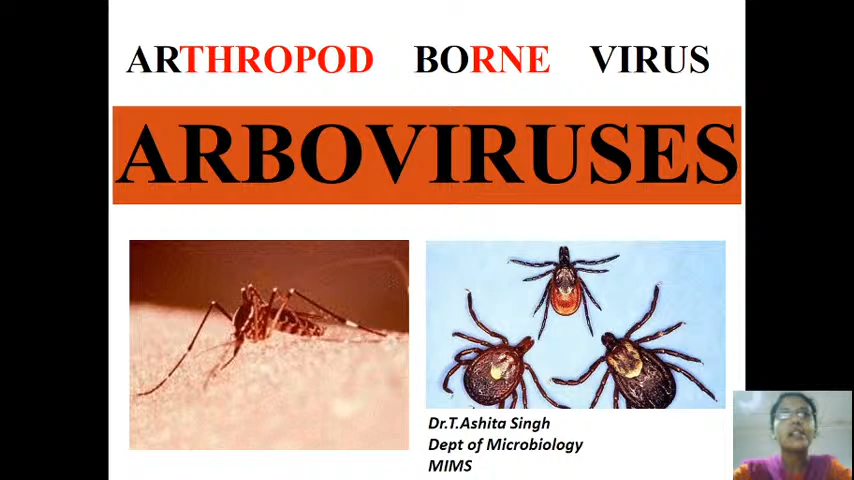 ARTHROPOD BORNE VIRUS
ARBOVIRUSES
Dr.T.Ashita Singh
Dept of Microbiology
MIMS